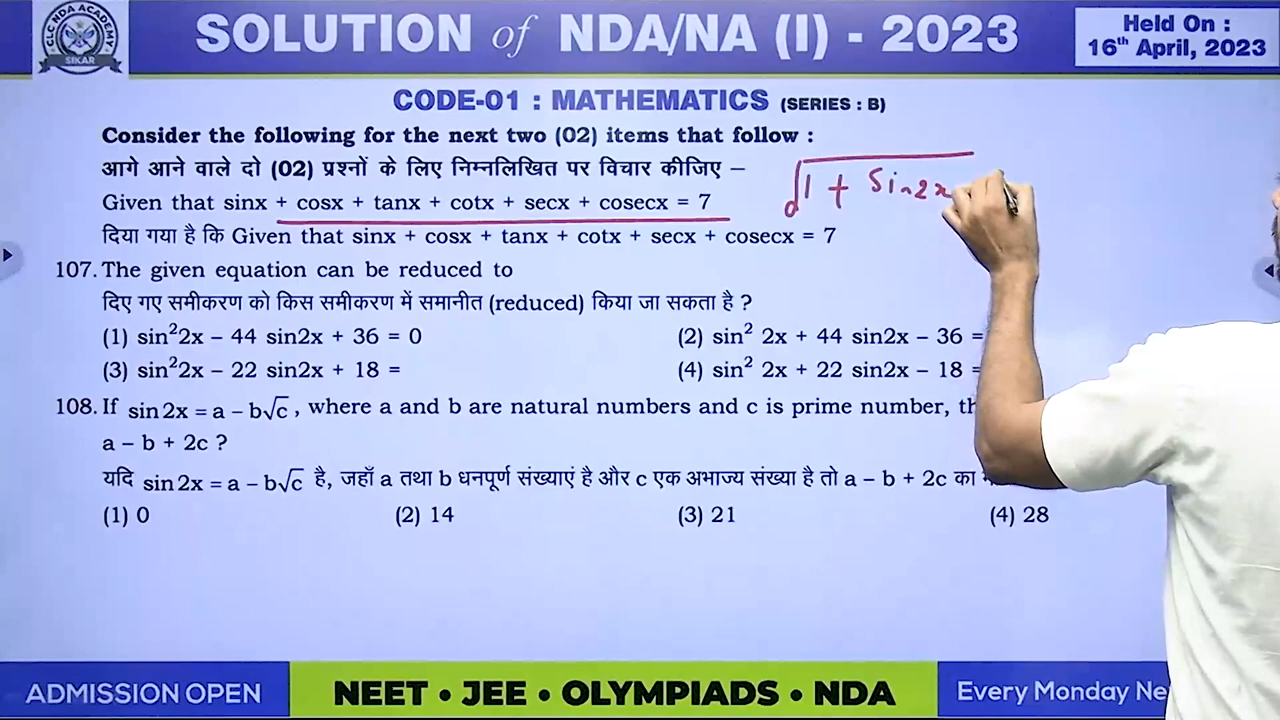 CLC NDA ACADEMY
SIKAR
SOLUTION of NDA/NA (I) - 2023
Held On :
16th April, 2023
CODE-01 : MATHEMATICS (SERIES : B)
Consider the following for the next two (02) items that follow :
आगे आने वाले दो (02) प्रश्नों के लिए निम्नलिखित पर विचार कीजिए –
Given that sinx + cosx + tanx + cotx + secx + cosecx = 7
√1 + Sin2x
दिया गया है कि Given that sinx + cosx + tanx + cotx + secx + cosecx = 7
107. The given equation can be reduced to
दिए गए समीकरण को किस समीकरण में समानीत (reduced) किया जा सकता है ?
(1) sin²2x – 44 sin2x + 36 = 0 (2) sin² 2x + 44 sin2x – 36 =
(3) sin²2x – 22 sin2x + 18 = (4) sin² 2x + 22 sin2x – 18 =
108. If sin2x = a – b√c, where a and b are natural numbers and c is prime number,
a – b + 2c ?
यदि sin2x = a – b√c है, जहाँ a तथा b धनपूर्ण संख्याएं है और c एक अभाज्य संख्या है तो a – b + 2c का
(1) 0 (2) 14 (3) 21 (4) 28
ADMISSION OPEN
NEET • JEE • OLYMPIADS • NDA
Every Monday